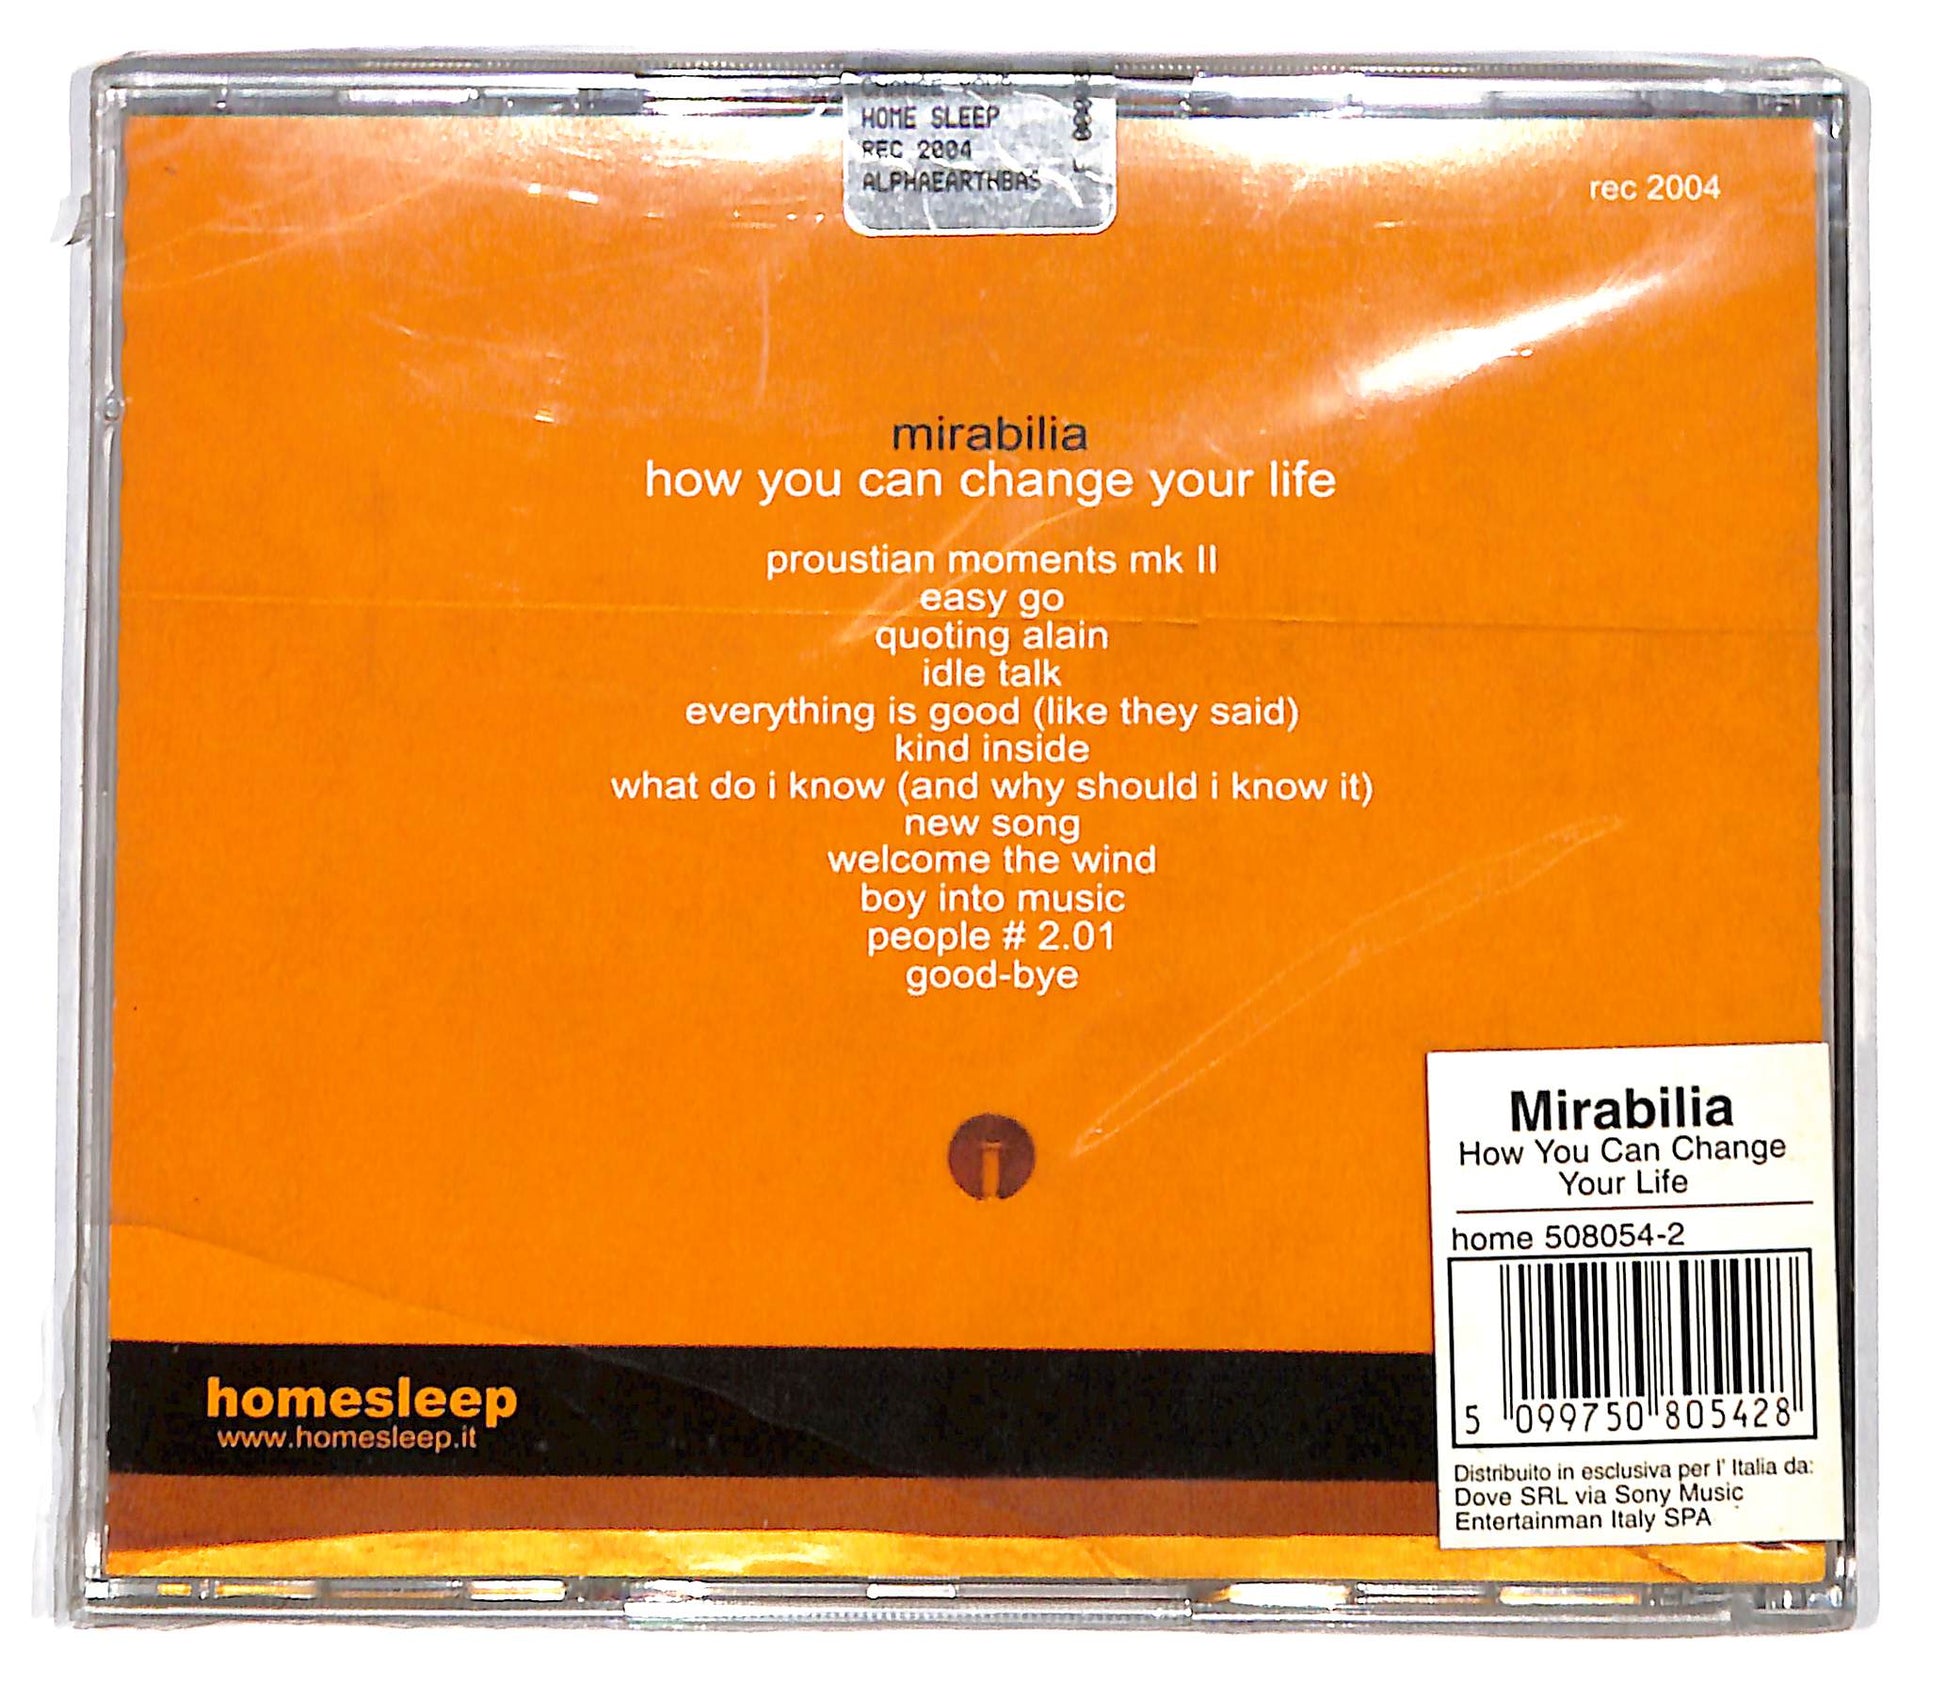 HOME SLEEP
REC 2004
ALPHAEARTHBAS
rec 2004
mirabilia
how you can change your life
proustian moments mk II
easy go
quoting alain
idle talk
everything is good (like they said)
kind inside
what do i know (and why should i know it)
new song
welcome the wind
boy into music
people # 2.01
good-bye
i
homesleep
www.homesleep.it
Mirabilia
How You Can Change
Your Life
home 508054-2
5 099750 805428
Distribuito in esclusiva per l' Italia da:
Dove SRL via Sony Music
Entertainman Italy SPA